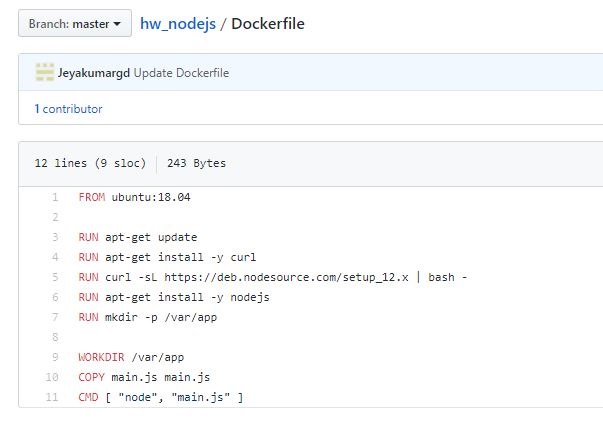 Branch: master
hw_nodejs / Dockerfile
Jeyakumargd Update Dockerfile
1 contributor
12 lines (9 sloc) 243 Bytes
1 FROM ubuntu:18.04
2
3 RUN apt-get update
4 RUN apt-get install -y curl
5 RUN curl -sL https://deb.nodesource.com/setup_12.x | bash -
6 RUN apt-get install -y nodejs
7 RUN mkdir -p /var/app
8
9 WORKDIR /var/app
10 COPY main.js main.js
11 CMD [ "node", "main.js" ]